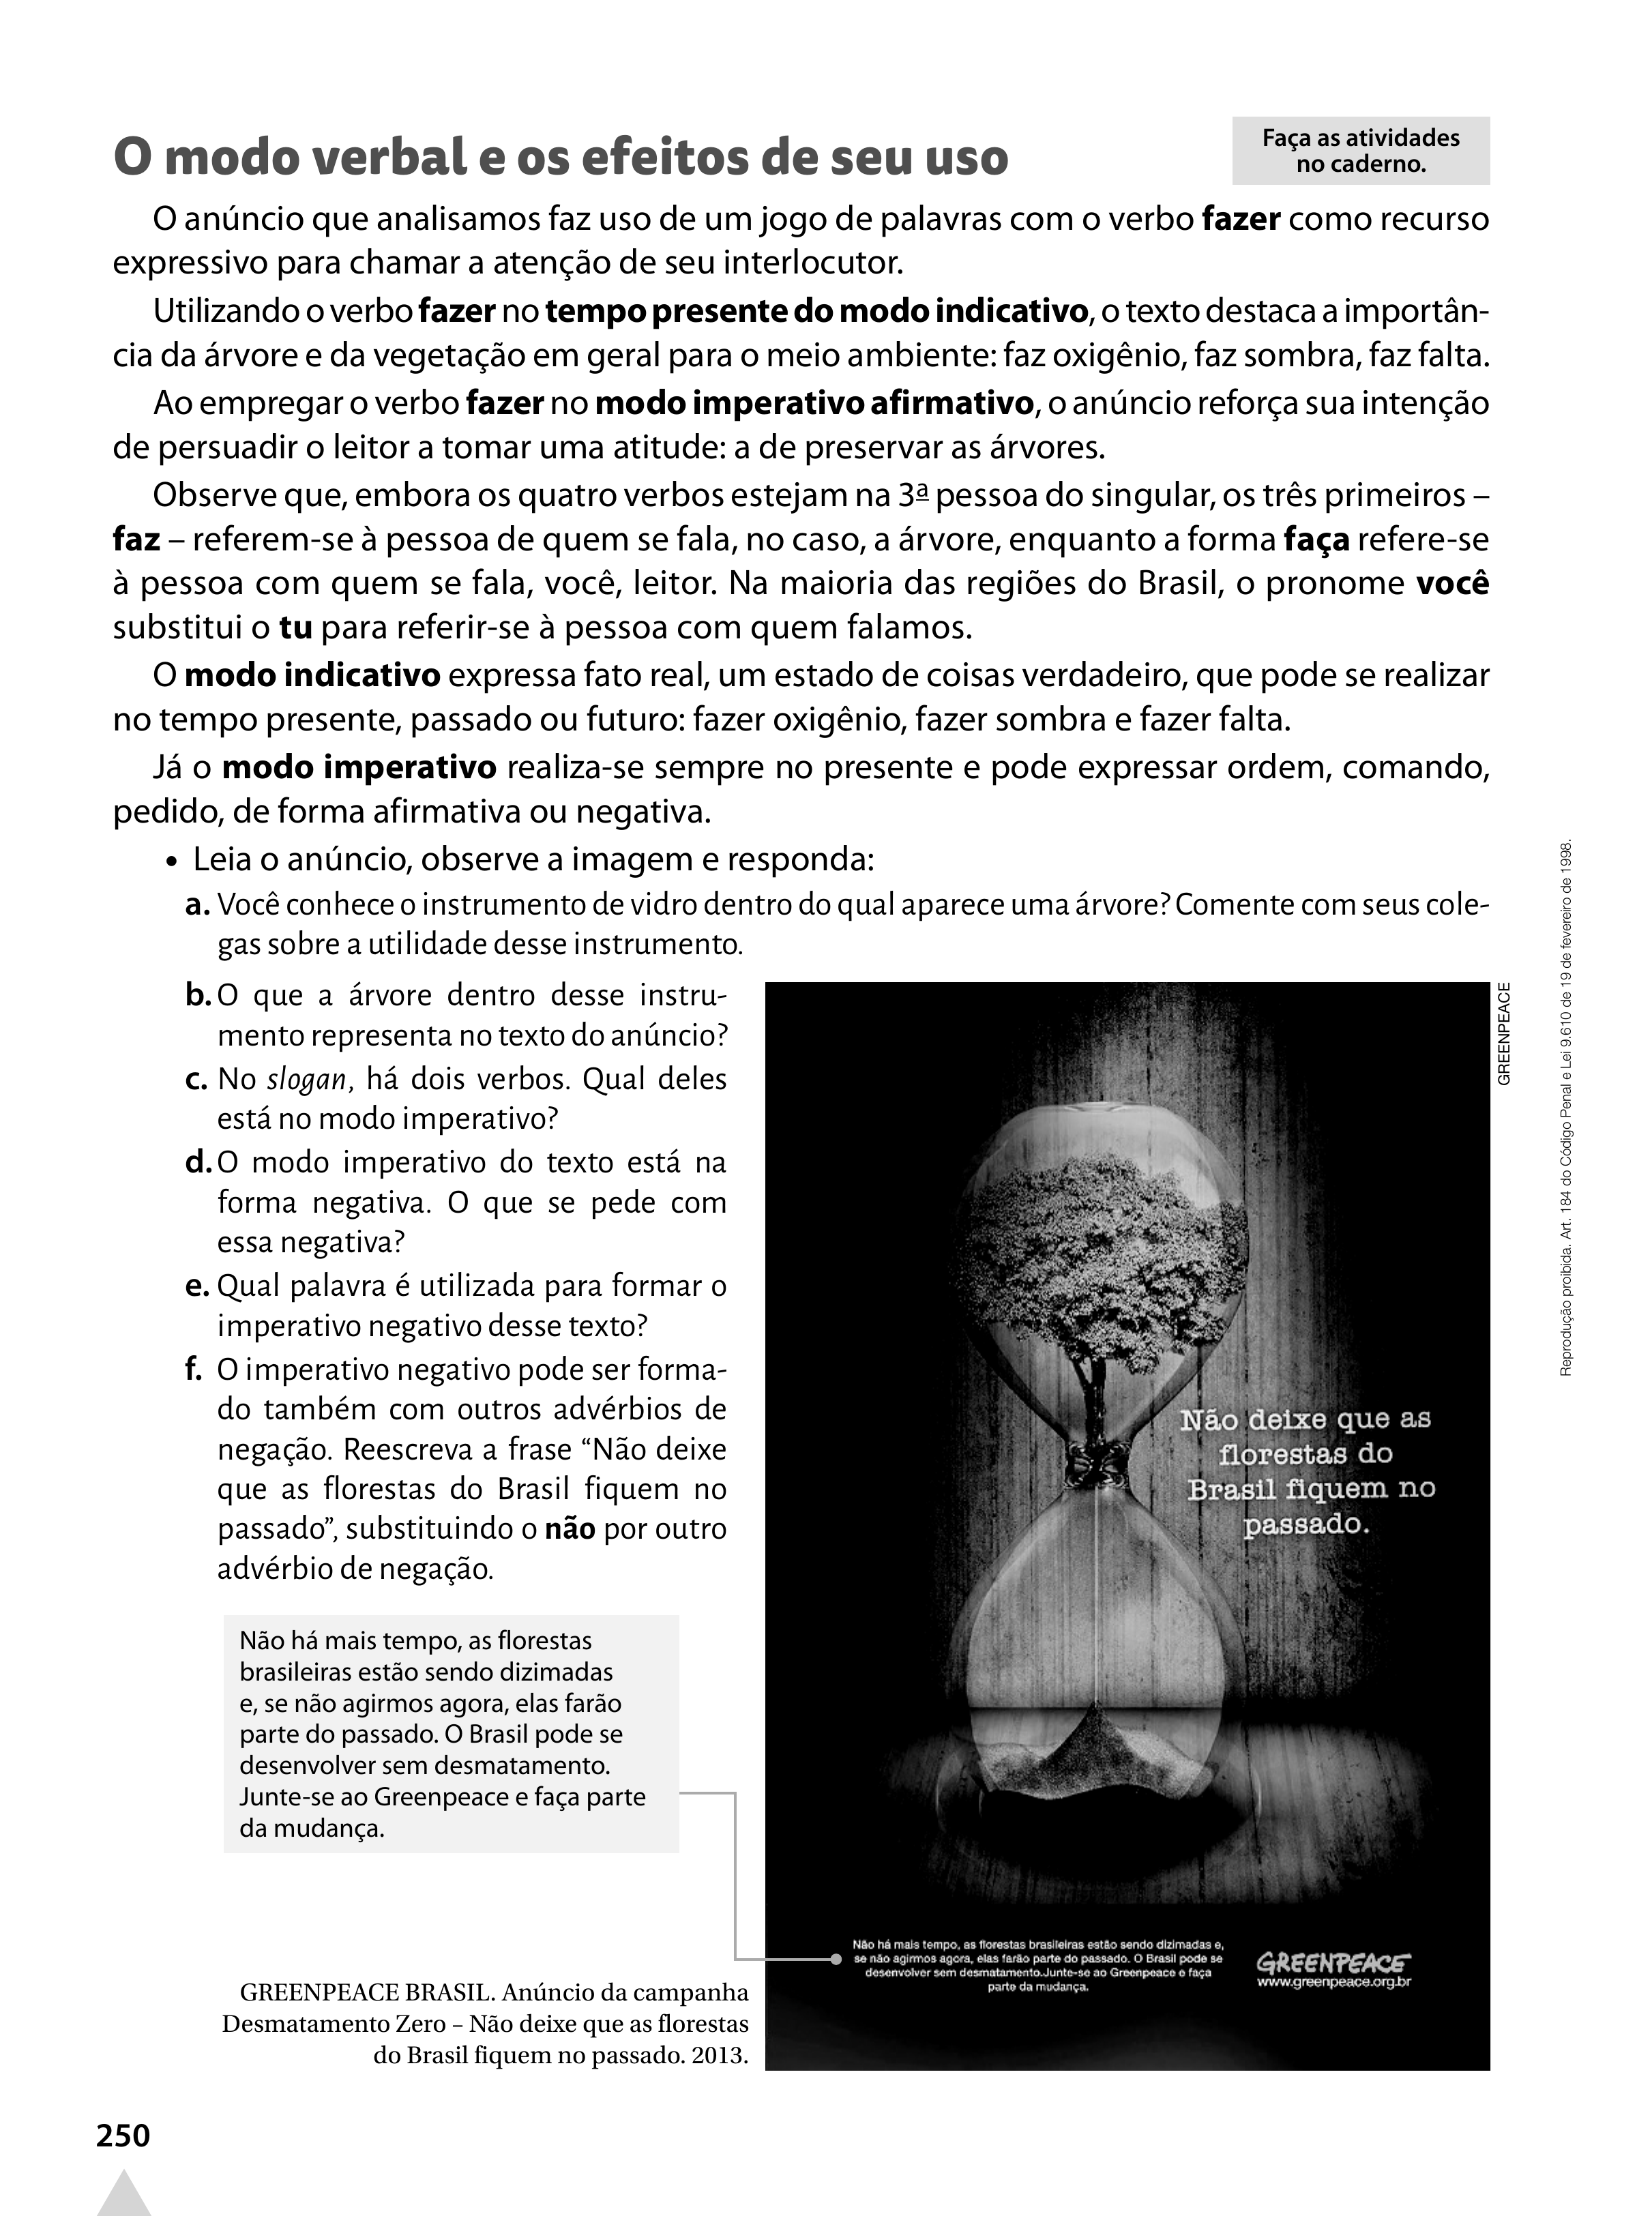 O modo verbal e os efeitos de seu uso
Faça as atividades
no caderno.
O anúncio que analisamos faz uso de um jogo de palavras com o verbo fazer como recurso
expressivo para chamar a atenção de seu interlocutor.
Utilizando o verbo fazer no tempo presente do modo indicativo, o texto destaca a importân-
cia da árvore e da vegetação em geral para o meio ambiente: faz oxigênio, faz sombra, faz falta.
Ao empregar o verbo fazer no modo imperativo afirmativo, o anúncio reforça sua intenção
de persuadir o leitor a tomar uma atitude: a de preservar as árvores.
Observe que, embora os quatro verbos estejam na 3ª pessoa do singular, os três primeiros –
faz – referem-se à pessoa de quem se fala, no caso, a árvore, enquanto a forma faça refere-se
à pessoa com quem se fala, você, leitor. Na maioria das regiões do Brasil, o pronome você
substitui o tu para referir-se à pessoa com quem falamos.
O modo indicativo expressa fato real, um estado de coisas verdadeiro, que pode se realizar
no tempo presente, passado ou futuro: fazer oxigênio, fazer sombra e fazer falta.
Já o modo imperativo realiza-se sempre no presente e pode expressar ordem, comando,
pedido, de forma afirmativa ou negativa.
• Leia o anúncio, observe a imagem e responda:
a. Você conhece o instrumento de vidro dentro do qual aparece uma árvore? Comente com seus cole-
gas sobre a utilidade desse instrumento.
b. O que a árvore dentro desse instru-
mento representa no texto do anúncio?
c. No slogan, há dois verbos. Qual deles
está no modo imperativo?
d. O modo imperativo do texto está na
forma negativa. O que se pede com
essa negativa?
e. Qual palavra é utilizada para formar o
imperativo negativo desse texto?
f. O imperativo negativo pode ser forma-
do também com outros advérbios de
negação. Reescreva a frase “Não deixe
que as florestas do Brasil fiquem no
passado”, substituindo o não por outro
advérbio de negação.
Não há mais tempo, as florestas
brasileiras estão sendo dizimadas
e, se não agirmos agora, elas farão
parte do passado. O Brasil pode se
desenvolver sem desmatamento.
Junte-se ao Greenpeace e faça parte
da mudança.
Não deixe que as
florestas do
Brasil fiquem no
passado.
Não há mais tempo, as florestas brasileiras estão sendo dizimadas e,
se não agirmos agora, elas farão parte do passado. O Brasil pode se
desenvolver sem desmatamento.Junte-se ao Greenpeace e faça
parte da mudança.
GREENPEACE
www.greenpeace.org.br
GREENPEACE BRASIL. Anúncio da campanha
Desmatamento Zero – Não deixe que as florestas
do Brasil fiquem no passado. 2013.
GREENPEACE
Reprodução proibida. Art. 184 do Código Penal e Lei 9.610 de 19 de fevereiro de 1998.
250